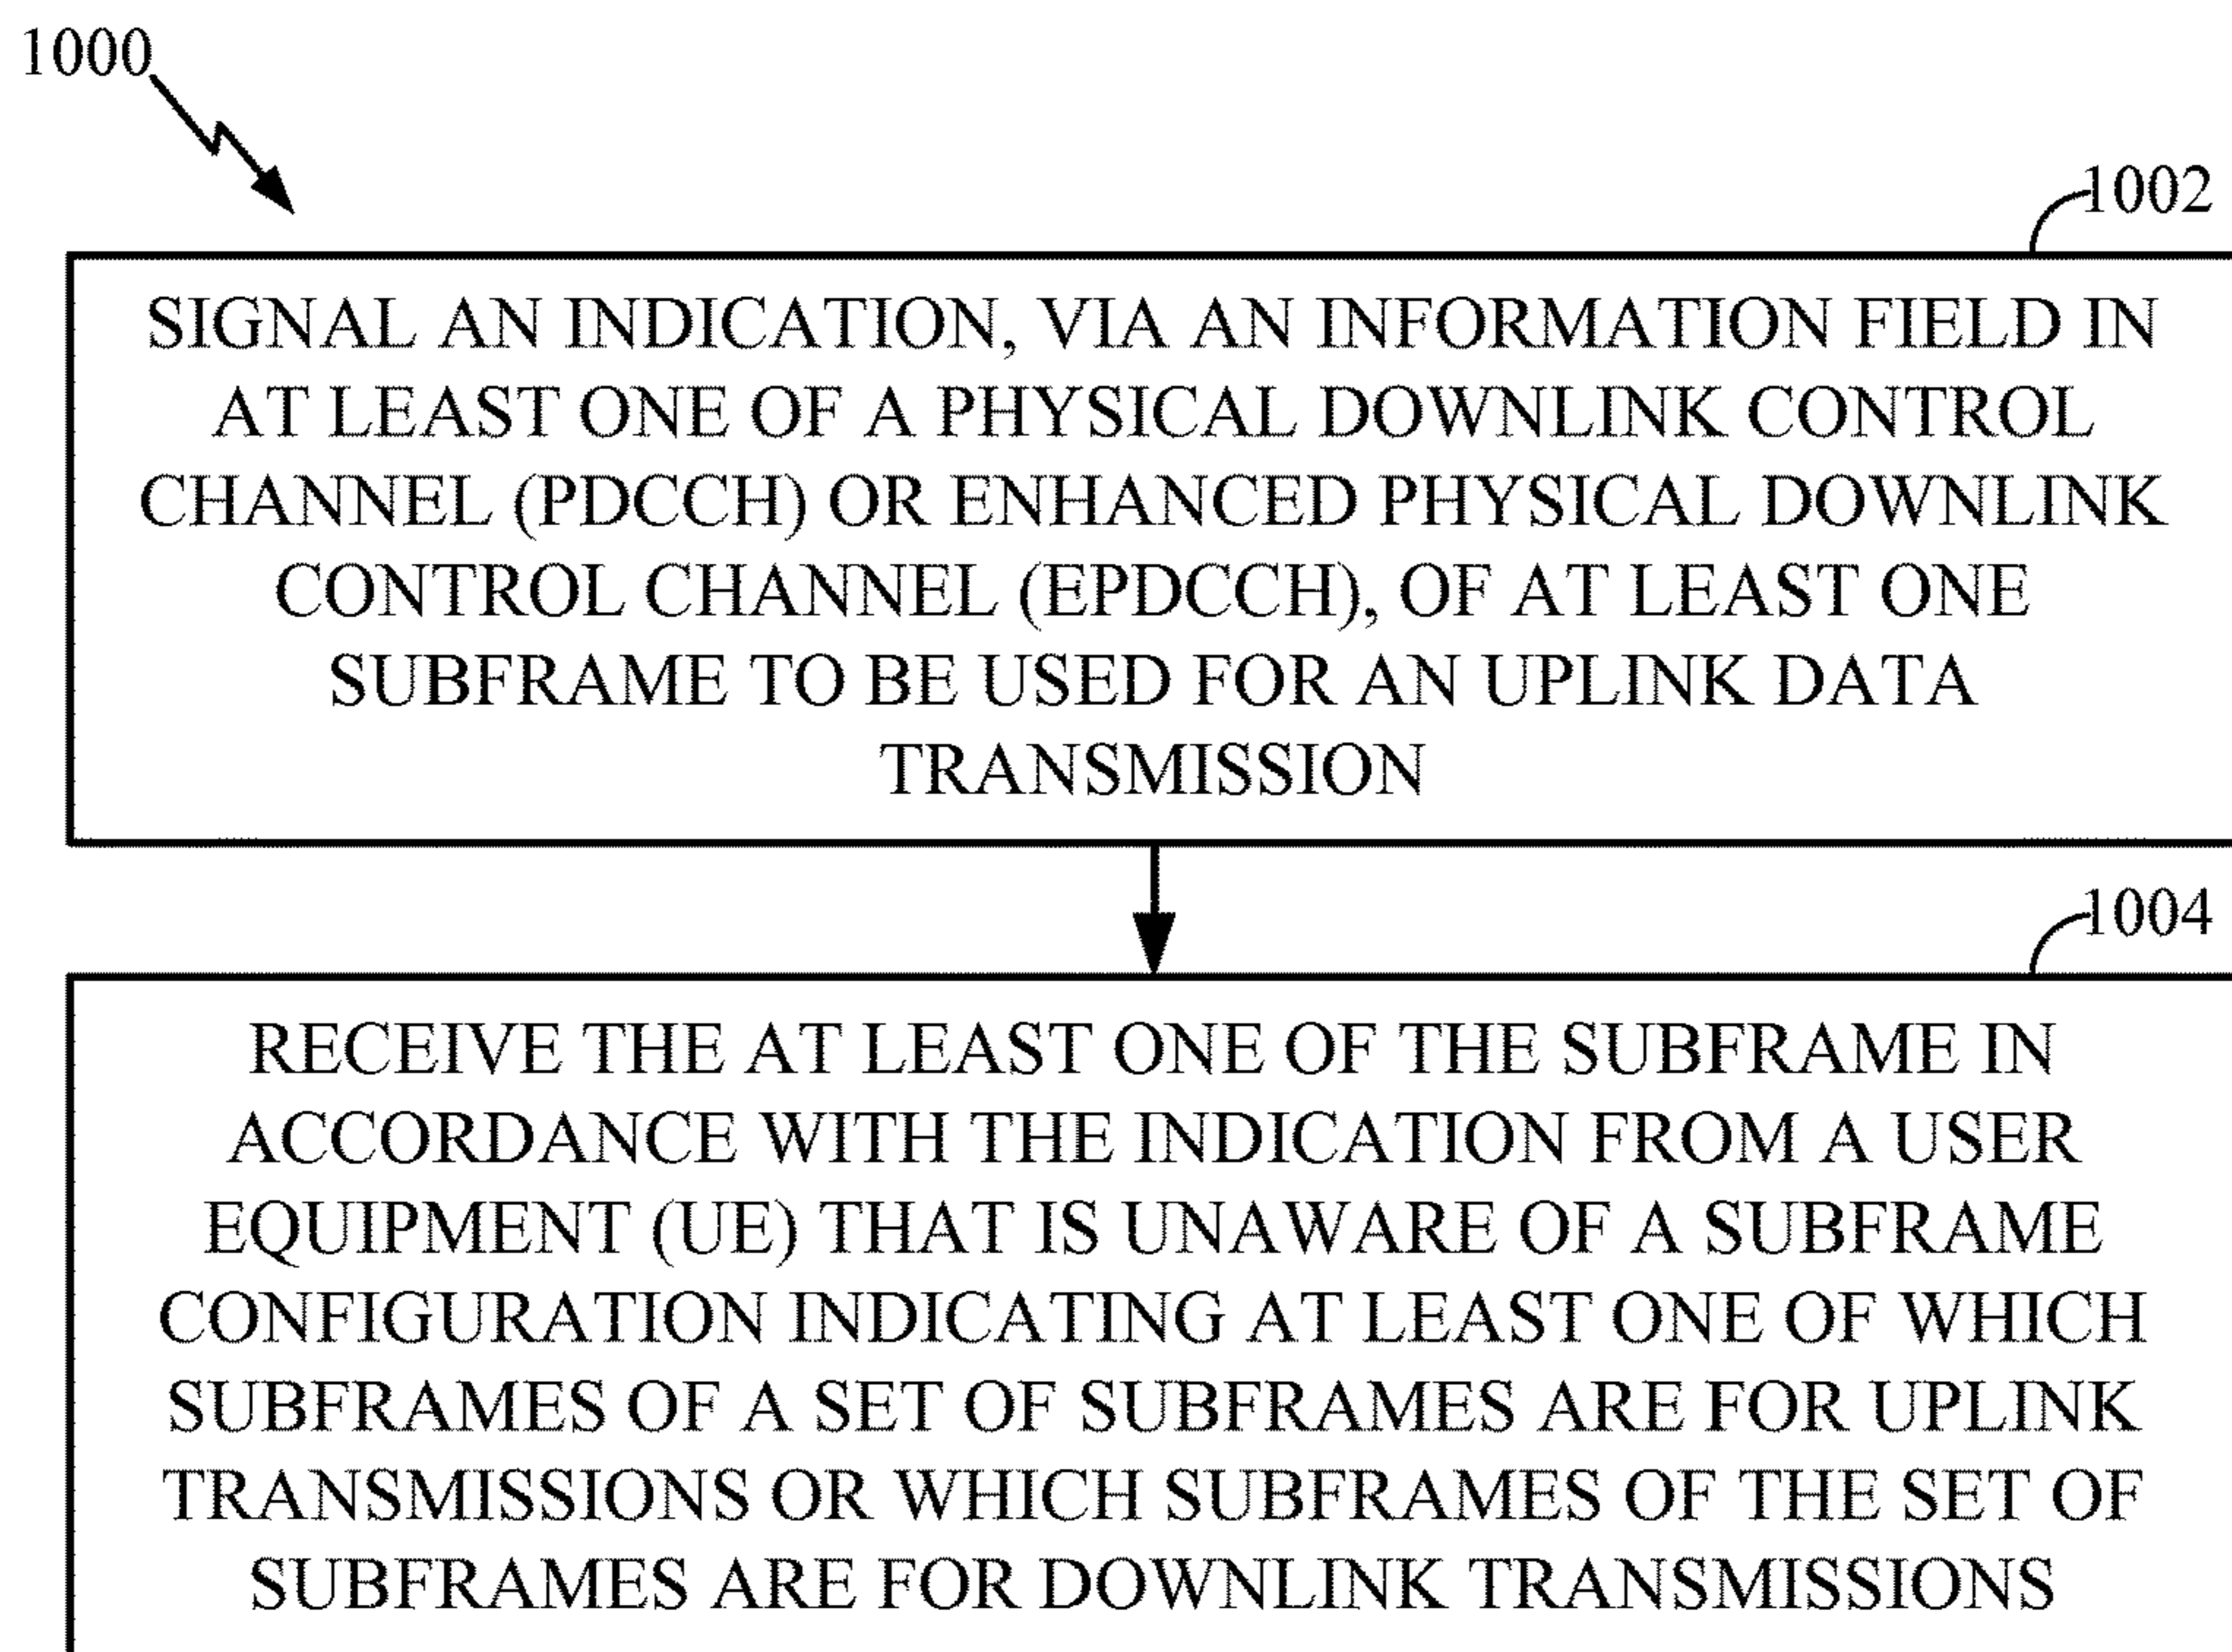 1000
1002
SIGNAL AN INDICATION, VIA AN INFORMATION FIELD IN
AT LEAST ONE OF A PHYSICAL DOWNLINK CONTROL
CHANNEL (PDCCH) OR ENHANCED PHYSICAL DOWNLINK
CONTROL CHANNEL (EPDCCH), OF AT LEAST ONE
SUBFRAME TO BE USED FOR AN UPLINK DATA
TRANSMISSION
1004
RECEIVE THE AT LEAST ONE OF THE SUBFRAME IN
ACCORDANCE WITH THE INDICATION FROM A USER
EQUIPMENT (UE) THAT IS UNAWARE OF A SUBFRAME
CONFIGURATION INDICATING AT LEAST ONE OF WHICH
SUBFRAMES OF A SET OF SUBFRAMES ARE FOR UPLINK
TRANSMISSIONS OR WHICH SUBFRAMES OF THE SET OF
SUBFRAMES ARE FOR DOWNLINK TRANSMISSIONS